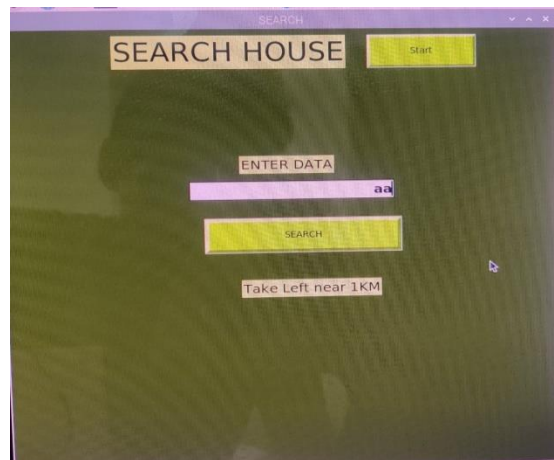 SEARCH
SEARCH HOUSE
Start
ENTER DATA
aa
SEARCH
Take Left near 1KM